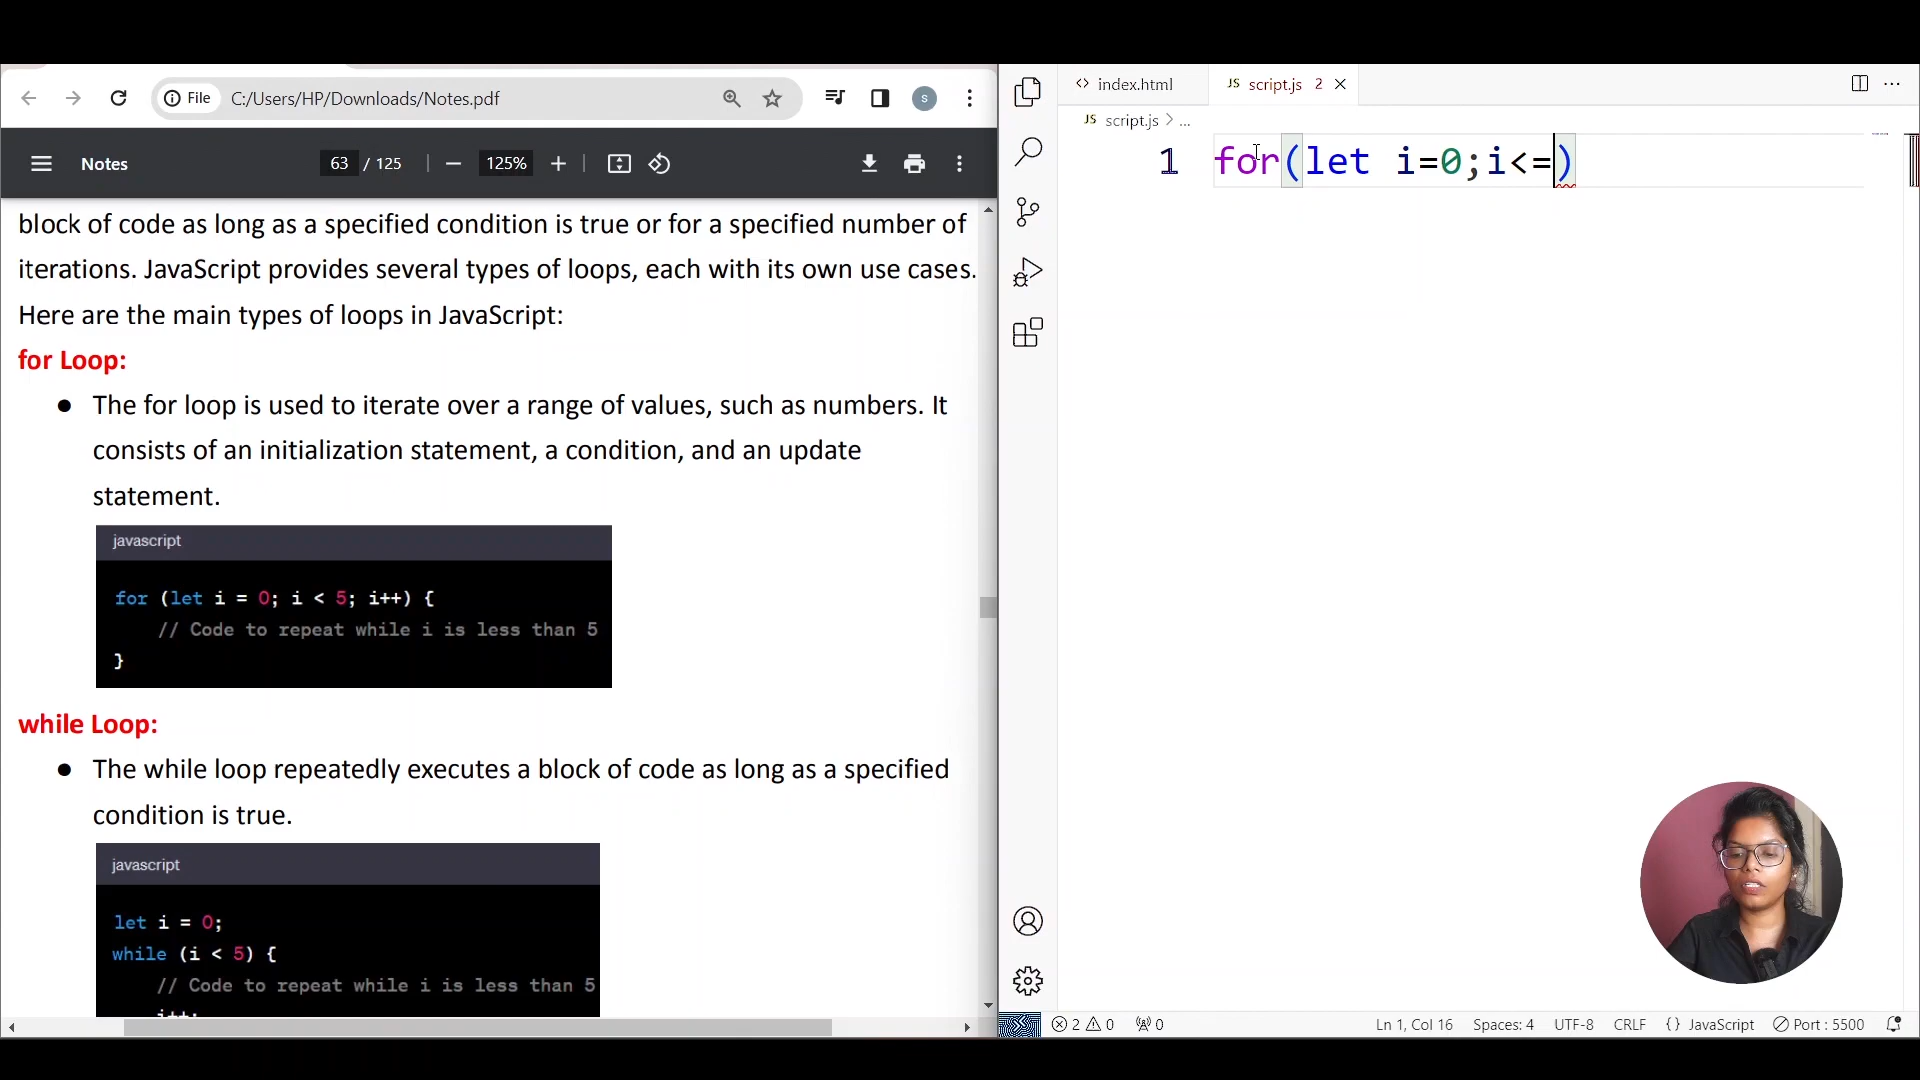 File C:/Users/HP/Downloads/Notes.pdf
Notes 63 / 125 125%
block of code as long as a specified condition is true or for a specified number of
iterations. JavaScript provides several types of loops, each with its own use cases.
Here are the main types of loops in JavaScript:
for Loop:
● The for loop is used to iterate over a range of values, such as numbers. It
consists of an initialization statement, a condition, and an update
statement.
javascript
for (let i = 0; i < 5; i++) {
// Code to repeat while i is less than 5
}
while Loop:
● The while loop repeatedly executes a block of code as long as a specified
condition is true.
javascript
let i = 0;
while (i < 5) {
// Code to repeat while i is less than 5
i++;
index.html JS script.js 2
JS script.js > ...
1 for(let i=0;i<=)
2 0 0 Ln 1, Col 16 Spaces: 4 UTF-8 CRLF {} JavaScript Port : 5500
S